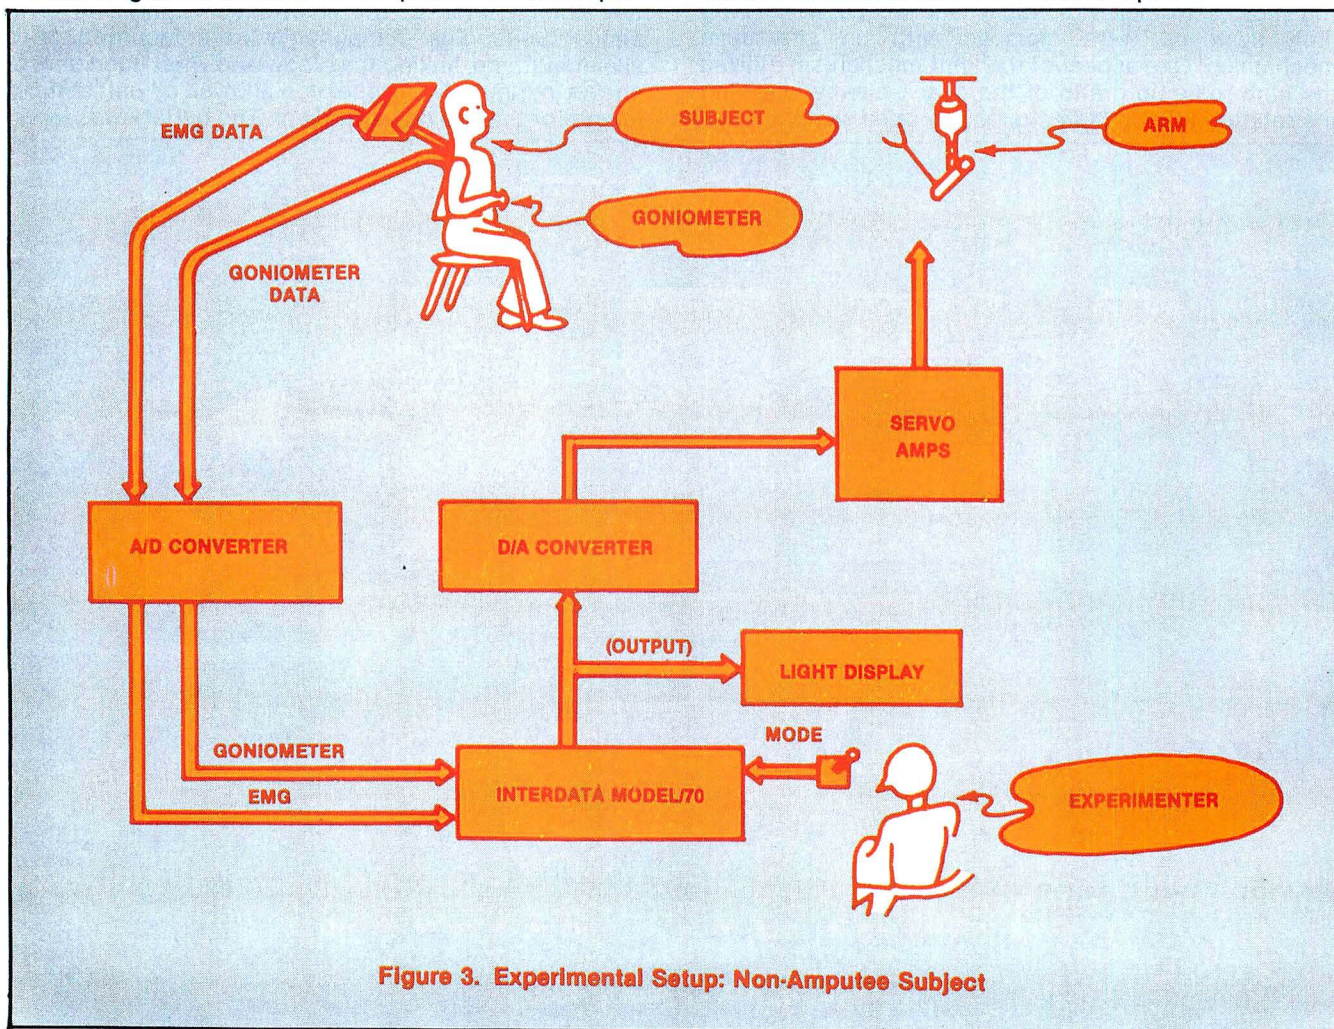 EMG DATA
SUBJECT
ARM
GONIOMETER
GONIOMETER
DATA
SERVO
AMPS
A/D CONVERTER
D/A CONVERTER
(OUTPUT)
LIGHT DISPLAY
MODE
GONIOMETER
EMG
INTERDATA MODEL/70
EXPERIMENTER
Figure 3. Experimental Setup: Non-Amputee Subject